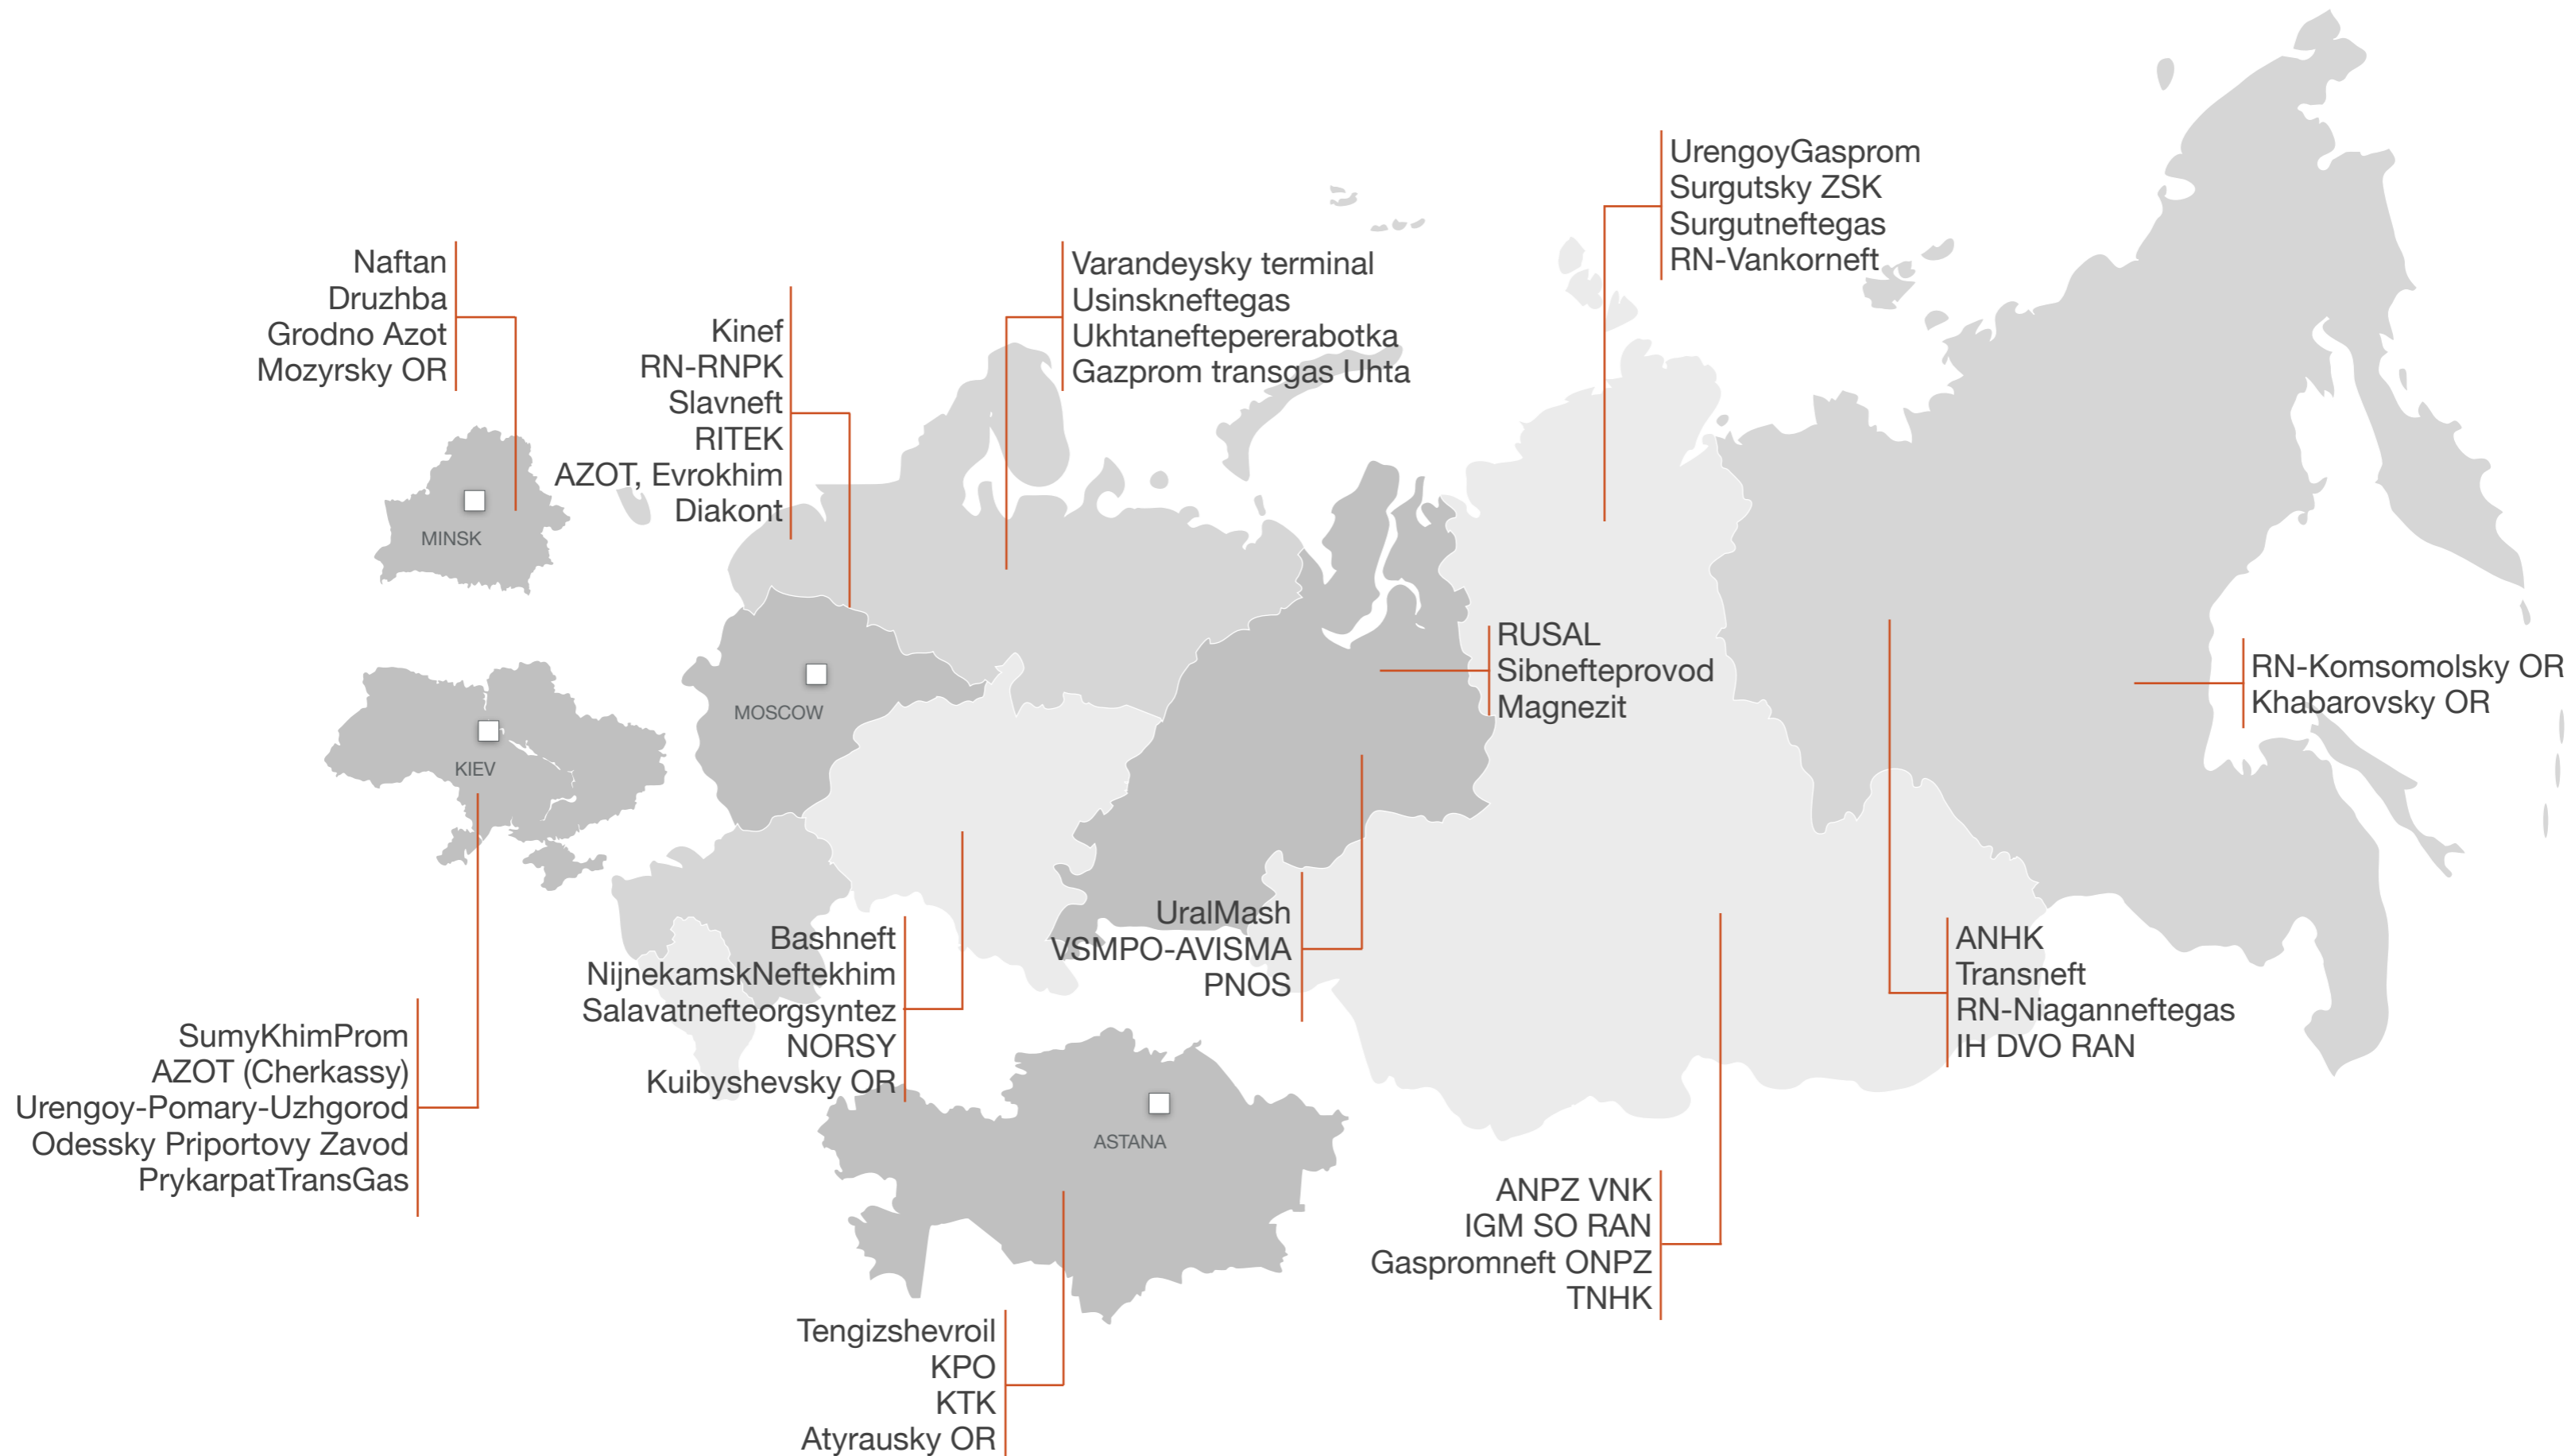 UrengoyGasprom
Surgutsky ZSK
Surgutneftegas
RN-Vankorneft
Naftan
Druzhba
Grodno Azot
Mozyrsky OR
Varandeysky terminal
Usinskneftegas
Ukhtaneftepererabotka
Gazprom transgas Uhta
Kinef
RN-RNPK
Slavneft
RITEK
AZOT, Evrokhim
Diakont
MINSK
RUSAL
Sibnefteprovod
Magnezit
RN-Komsomolsky OR
Khabarovsky OR
MOSCOW
KIEV
UralMash
VSMPO-AVISMA
PNOS
Bashneft
NijnekamskNeftekhim
Salavatnefteorgsyntez
NORSY
Kuibyshevsky OR
ANHK
Transneft
RN-Niaganneftegas
IH DVO RAN
SumyKhimProm
AZOT (Cherkassy)
Urengoy-Pomary-Uzhgorod
Odessky Priportovy Zavod
PrykarpatTransGas
ASTANA
ANPZ VNK
IGM SO RAN
Gaspromneft ONPZ
TNHK
Tengizshevroil
KPO
KTK
Atyrausky OR